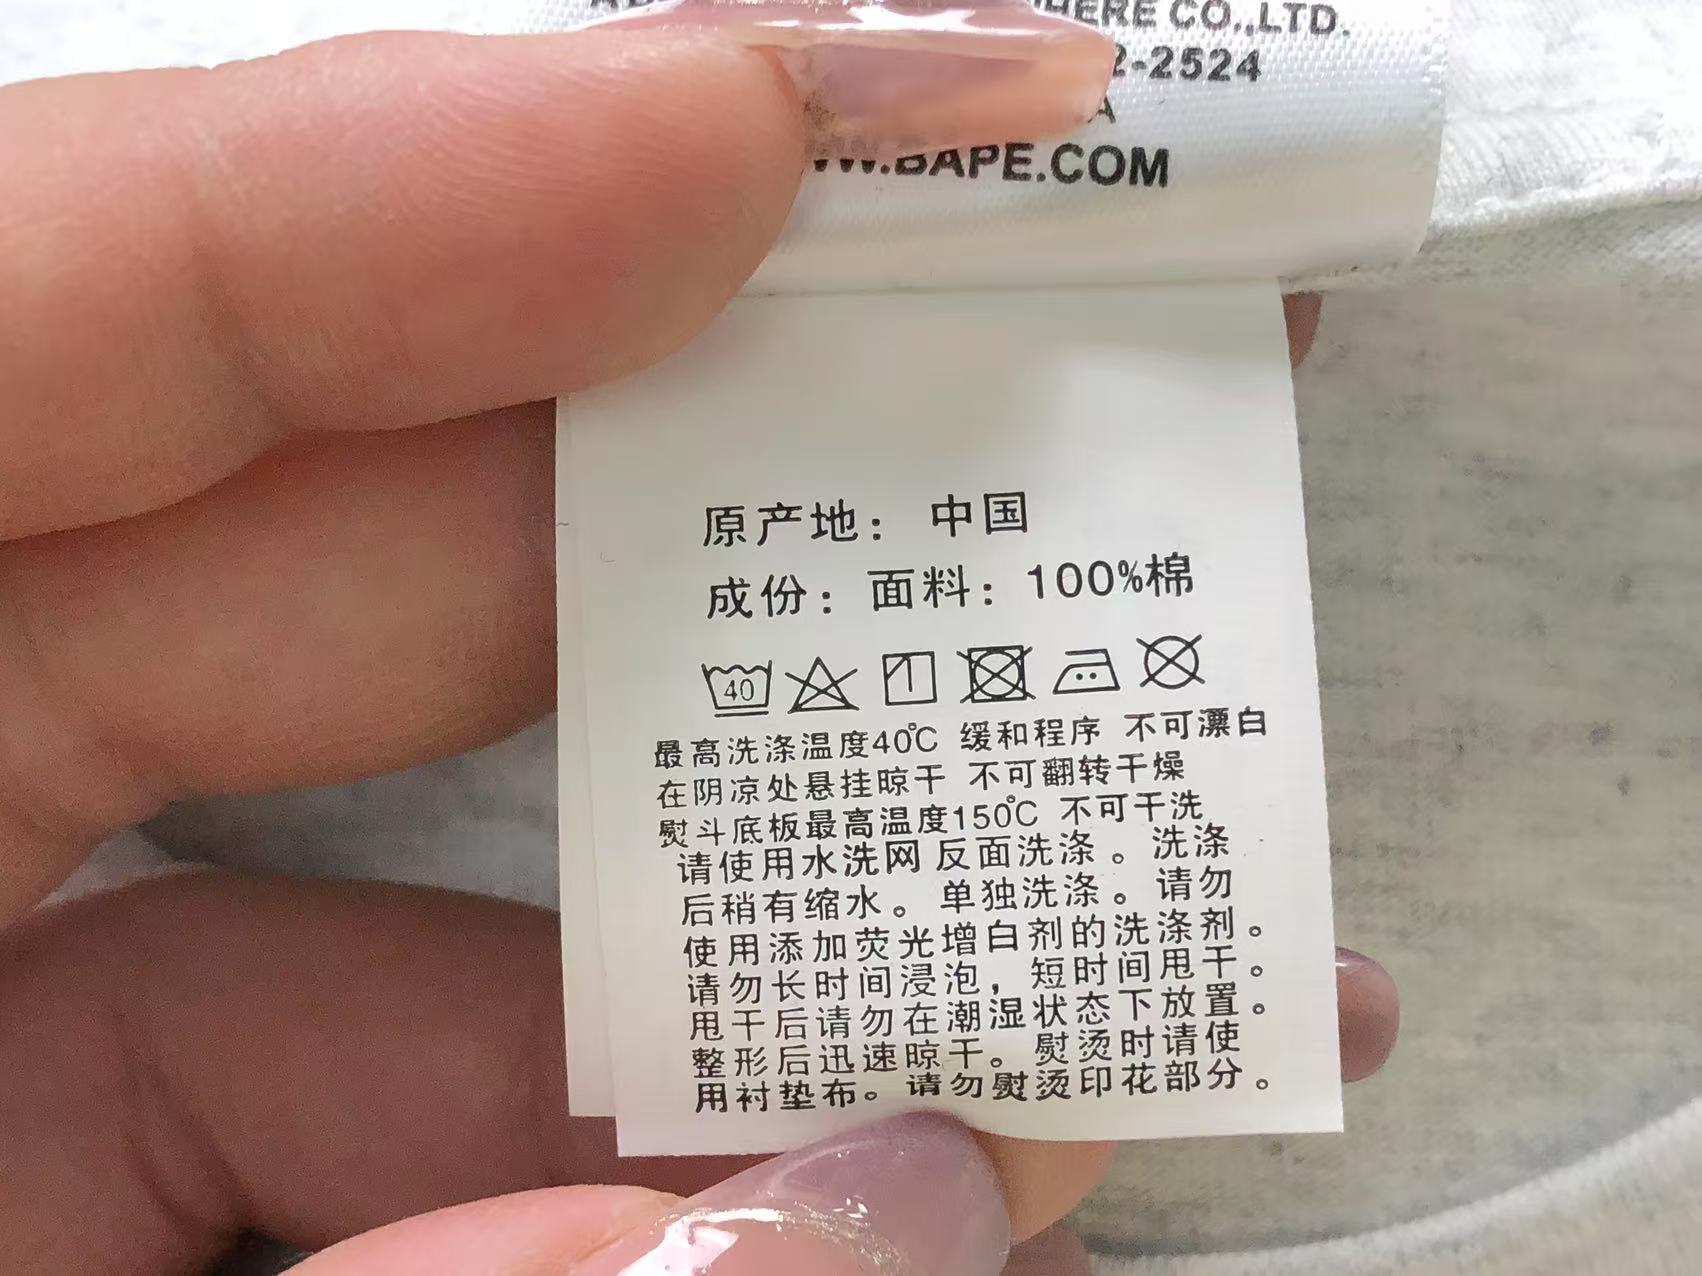 HERE CO.,LTD.
2-2524
A
WW.BAPE.COM
原产地：中国
成份：面料：100%棉
40
最高洗涤温度40℃ 缓和程序 不可漂白
在阴凉处悬挂晾干 不可翻转干燥
熨斗底板最高温度150℃ 不可干洗
请使用水洗网 反面洗涤。洗涤
后稍有缩水。单独洗涤。请勿
使用添加荧光增白剂的洗涤剂。
请勿长时间浸泡，短时间甩干。
甩干后请勿在潮湿状态下放置。
整形后迅速晾干。熨烫时请使
用衬垫布。请勿熨烫印花部分。